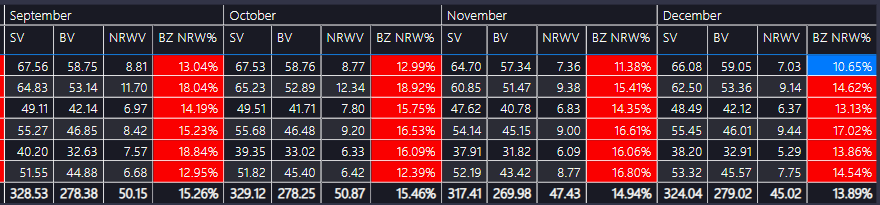 September October November December
SV BV NRWV BZ NRW% SV BV NRWV BZ NRW% SV BV NRWV BZ NRW% SV BV NRWV BZ NRW%
67.56 58.75 8.81 13.04% 67.53 58.76 8.77 12.99% 64.70 57.34 7.36 11.38% 66.08 59.05 7.03 10.65%
64.83 53.14 11.70 18.04% 65.23 52.89 12.34 18.92% 60.85 51.47 9.38 15.41% 62.50 53.36 9.14 14.62%
49.11 42.14 6.97 14.19% 49.51 41.71 7.80 15.75% 47.62 40.78 6.83 14.35% 48.49 42.12 6.37 13.13%
55.27 46.85 8.42 15.23% 55.68 46.48 9.20 16.53% 54.14 45.15 9.00 16.61% 55.45 46.01 9.44 17.02%
40.20 32.63 7.57 18.84% 39.35 33.02 6.33 16.09% 37.91 31.82 6.09 16.06% 38.20 32.91 5.29 13.86%
51.55 44.88 6.68 12.95% 51.82 45.40 6.42 12.39% 52.19 43.42 8.77 16.80% 53.32 45.57 7.75 14.54%
328.53 278.38 50.15 15.26% 329.12 278.25 50.87 15.46% 317.41 269.98 47.43 14.94% 324.04 279.02 45.02 13.89%